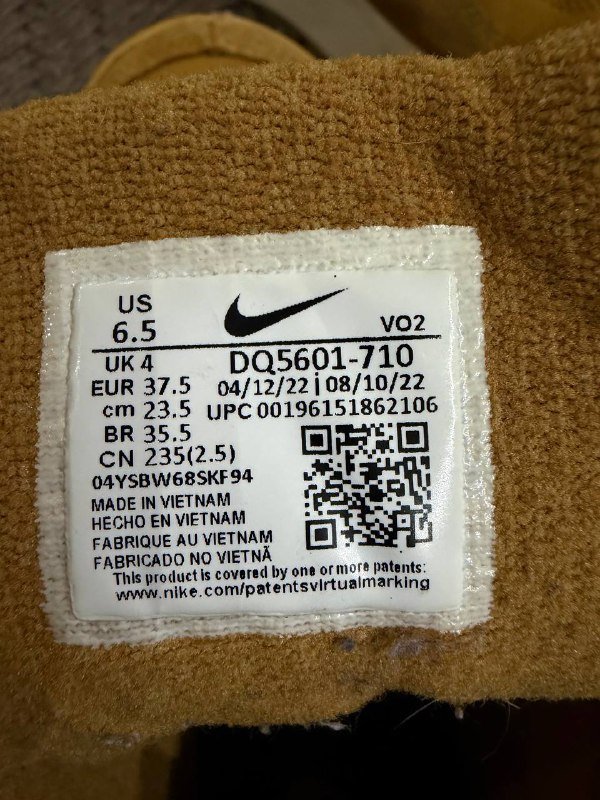 US
6.5
VO2
UK 4
DQ5601-710
EUR 37.5
04/12/22 | 08/10/22
cm 23.5
UPC 00196151862106
BR 35.5
CN 235(2.5)
04YSBW68SKF94
MADE IN VIETNAM
HECHO EN VIETNAM
FABRIQUE AU VIETNAM
FABRICADO NO VIETNÃ
This product is covered by one or more patents:
www.nike.com/patentsvirtualmarking